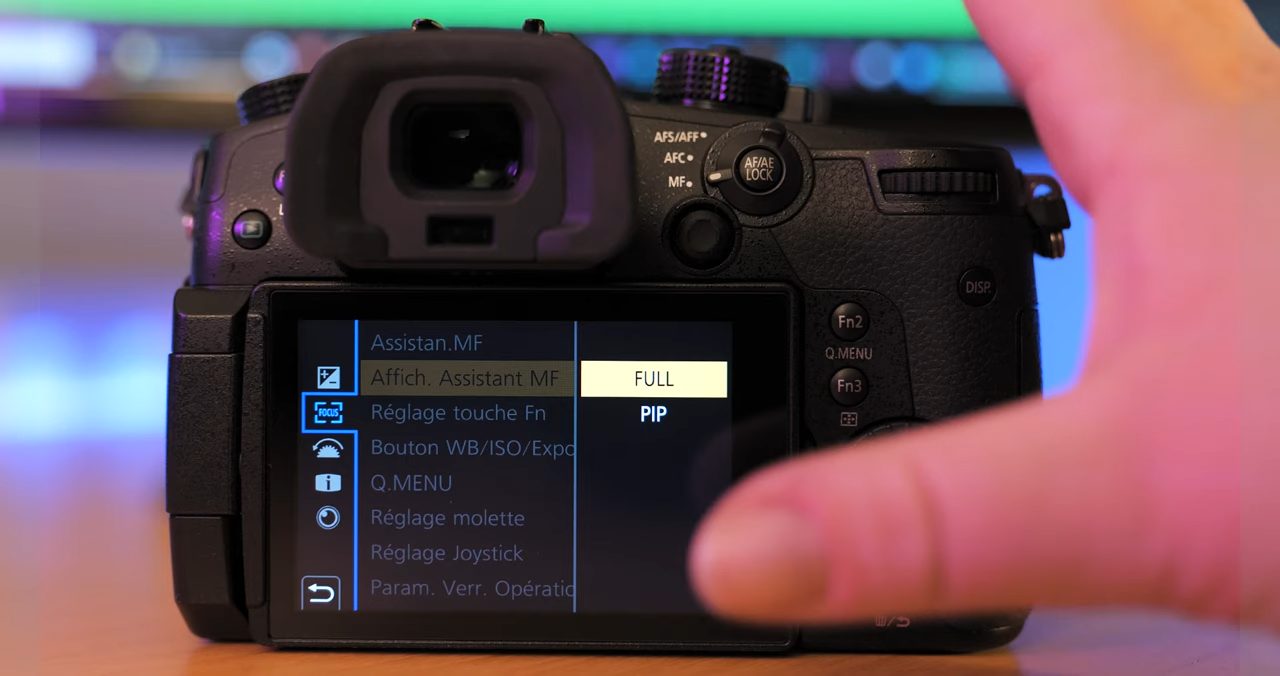 AFS/AFF
AFC
MF
AF/AE
LOCK
DISP.
Fn2
Q.MENU
Fn3
Assistan.MF
Affich. Assistant MF
Réglage touche Fn
Bouton WB/ISO/Expo
Q.MENU
Réglage molette
Réglage Joystick
Param. Verr. Opératio
FOCUS
FULL
PIP